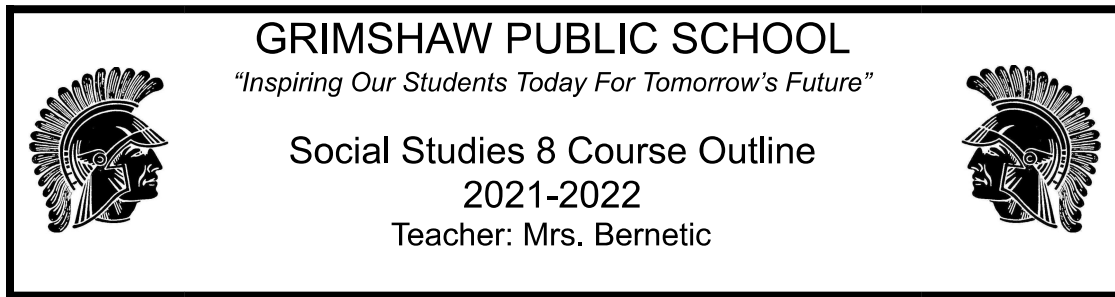 GRIMSHAW PUBLIC SCHOOL
“Inspiring Our Students Today For Tomorrow’s Future”
Social Studies 8 Course Outline
2021-2022
Teacher: Mrs. Bernetic